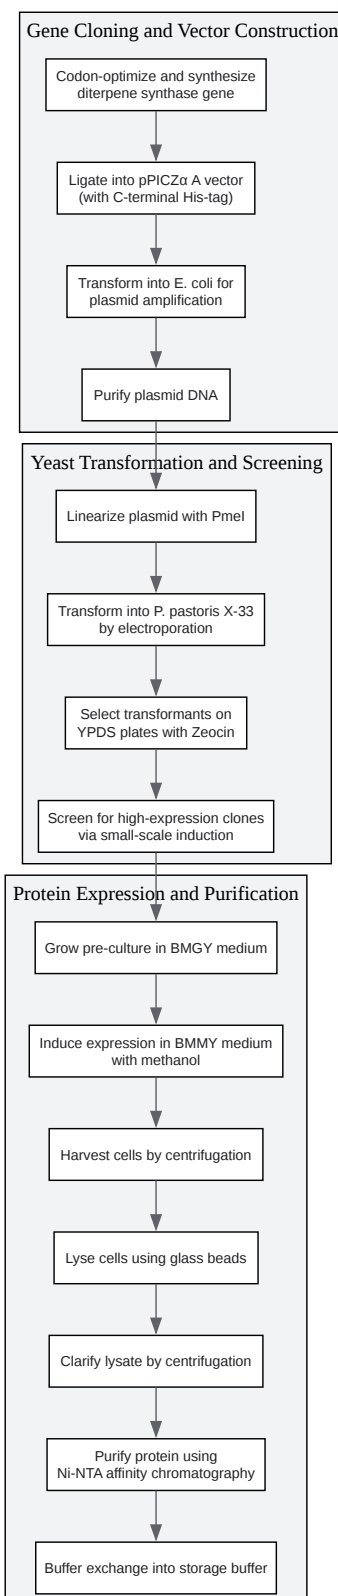 Gene Cloning and Vector Construction
Codon-optimize and synthesize
diterpene synthase gene
Ligate into pPICZα A vector
(with C-terminal His-tag)
Transform into E. coli for
plasmid amplification
Purify plasmid DNA
Yeast Transformation and Screening
Linearize plasmid with PmeI
Transform into P. pastoris X-33
by electroporation
Select transformants on
YPDS plates with Zeocin
Screen for high-expression clones
via small-scale induction
Protein Expression and Purification
Grow pre-culture in BMGY medium
Induce expression in BMMY medium
with methanol
Harvest cells by centrifugation
Lyse cells using glass beads
Clarify lysate by centrifugation
Purify protein using
Ni-NTA affinity chromatography
Buffer exchange into storage buffer